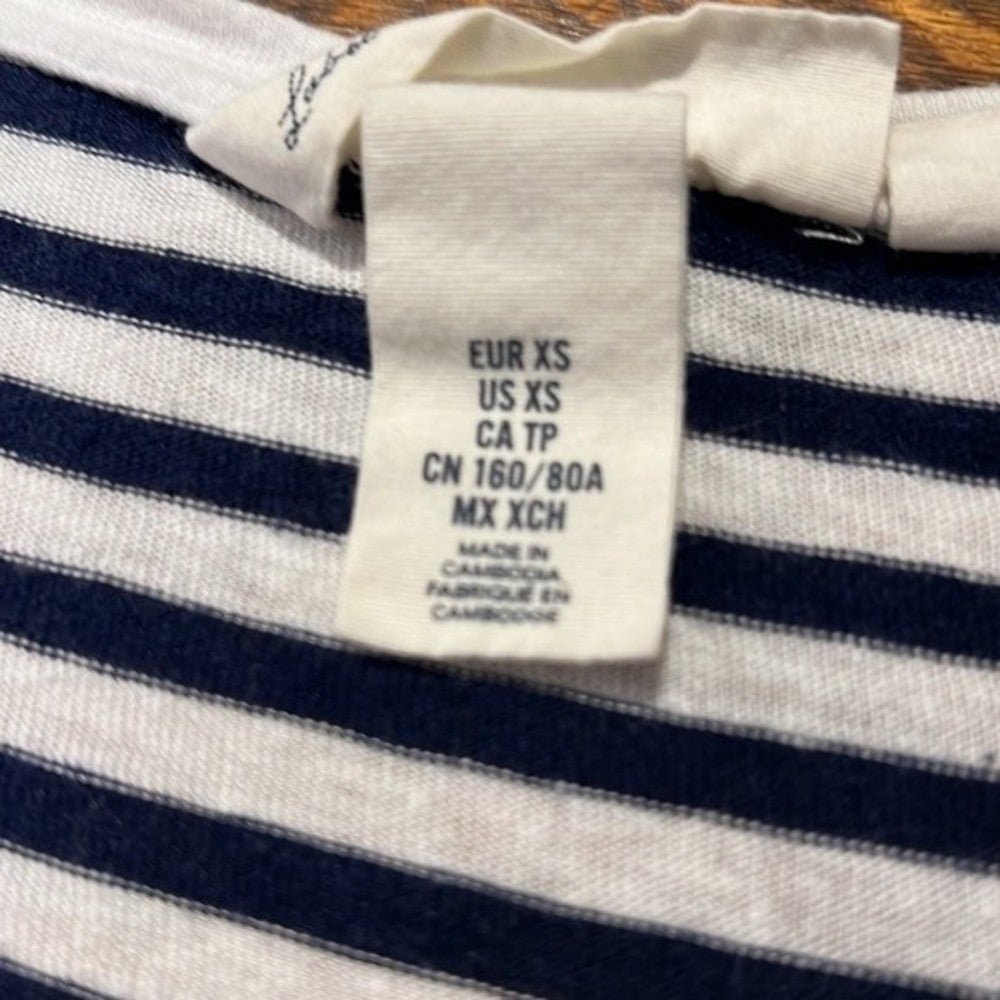 EUR XS
US XS
CA TP
CN 160/80A
MX XCH
MADE IN
CAMBODIA
FABRIQUÉ EN
CAMBODGE